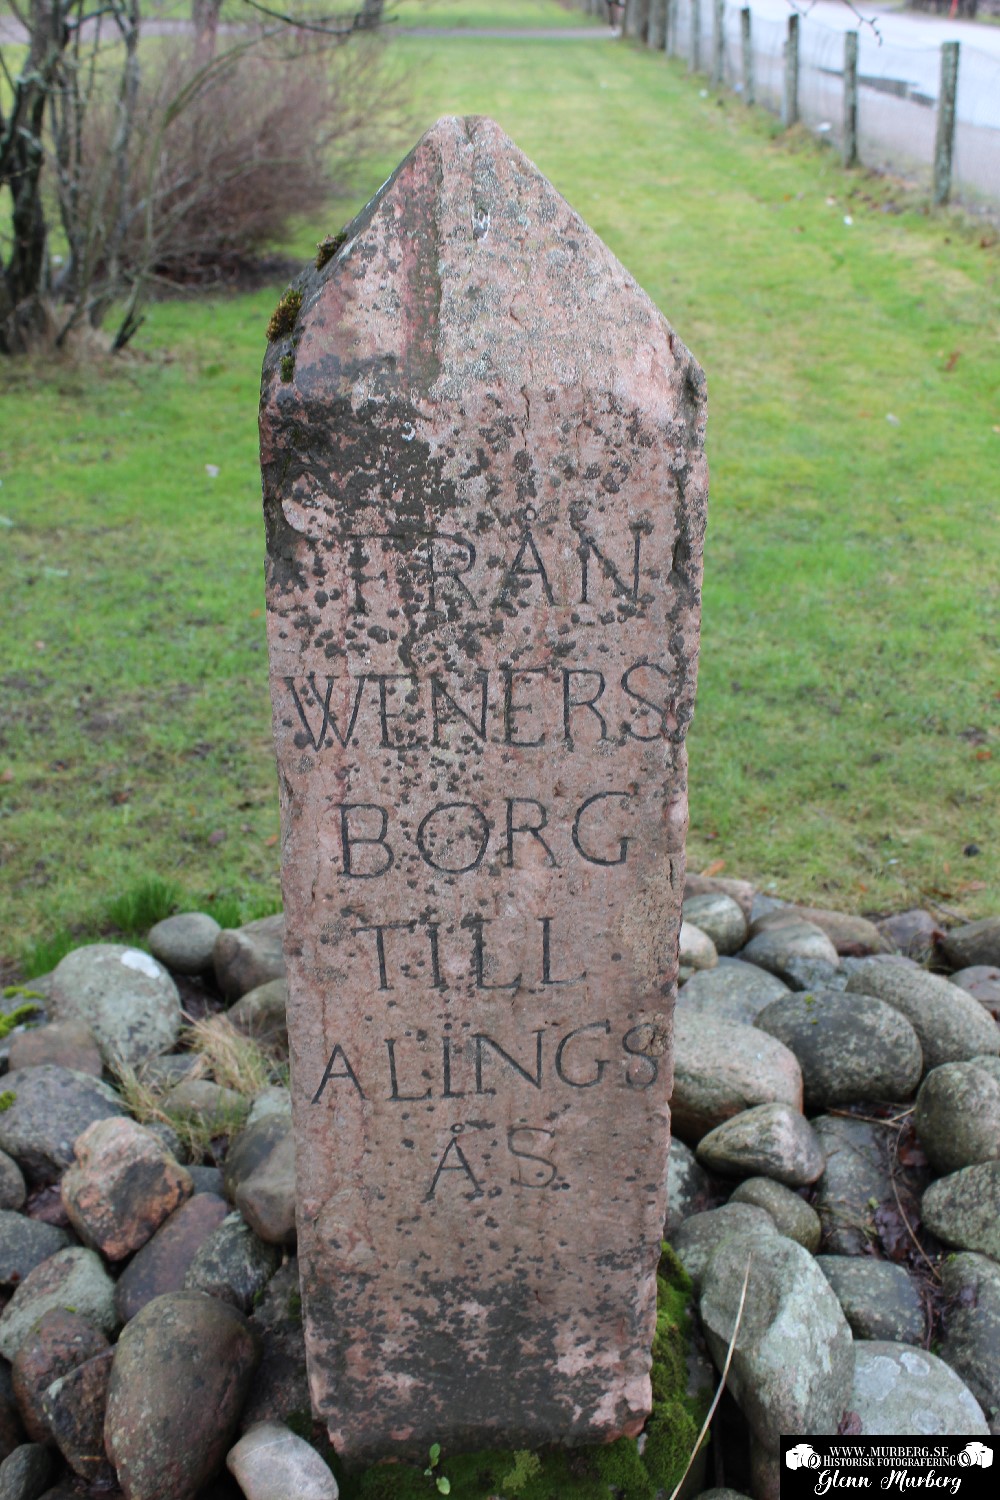 FRÅN
WENERS
BORG
TILL
ALINGS
ÅS
WWW.MURBERG.SE
HISTORISK FOTOGRAFERING
Glenn Murberg